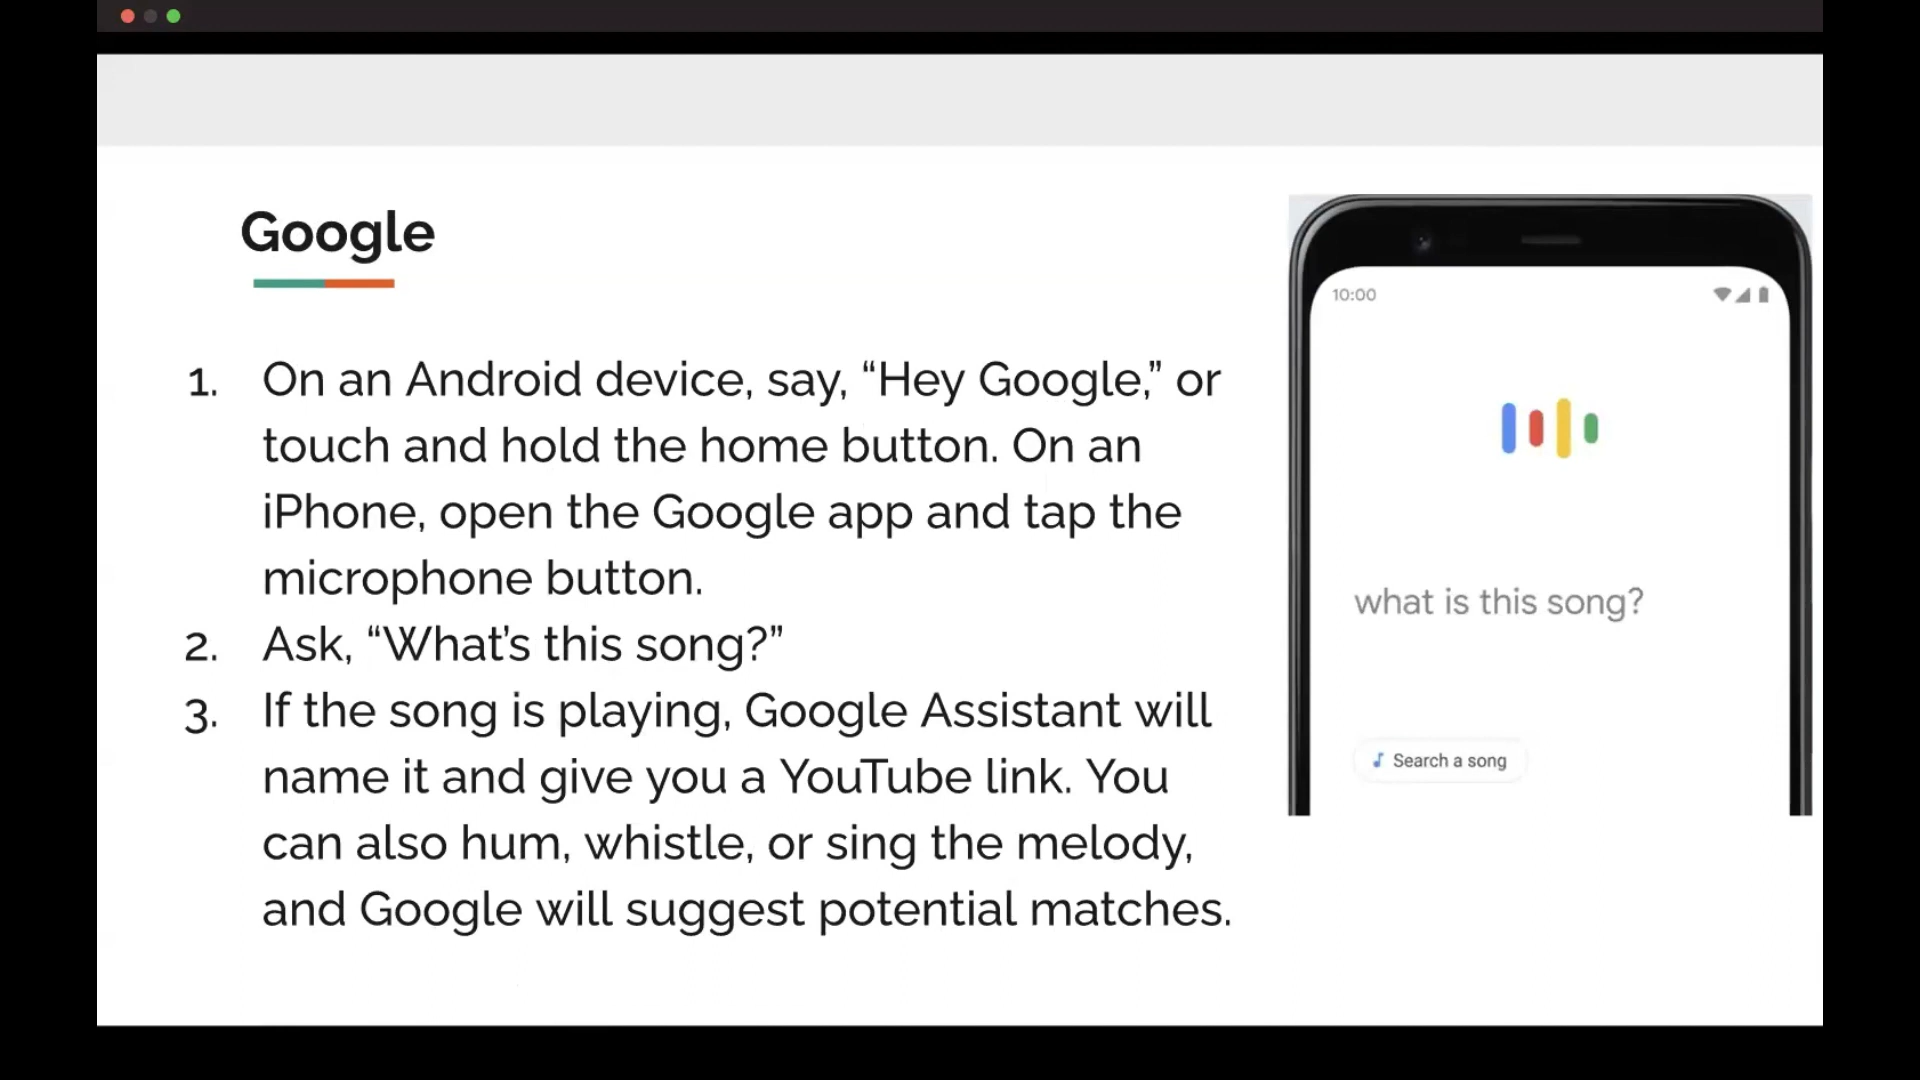 Google
1. On an Android device, say, “Hey Google,” or
touch and hold the home button. On an
iPhone, open the Google app and tap the
microphone button.
2. Ask, “What’s this song?”
3. If the song is playing, Google Assistant will
name it and give you a YouTube link. You
can also hum, whistle, or sing the melody,
and Google will suggest potential matches.
10:00
what is this song?
Search a song